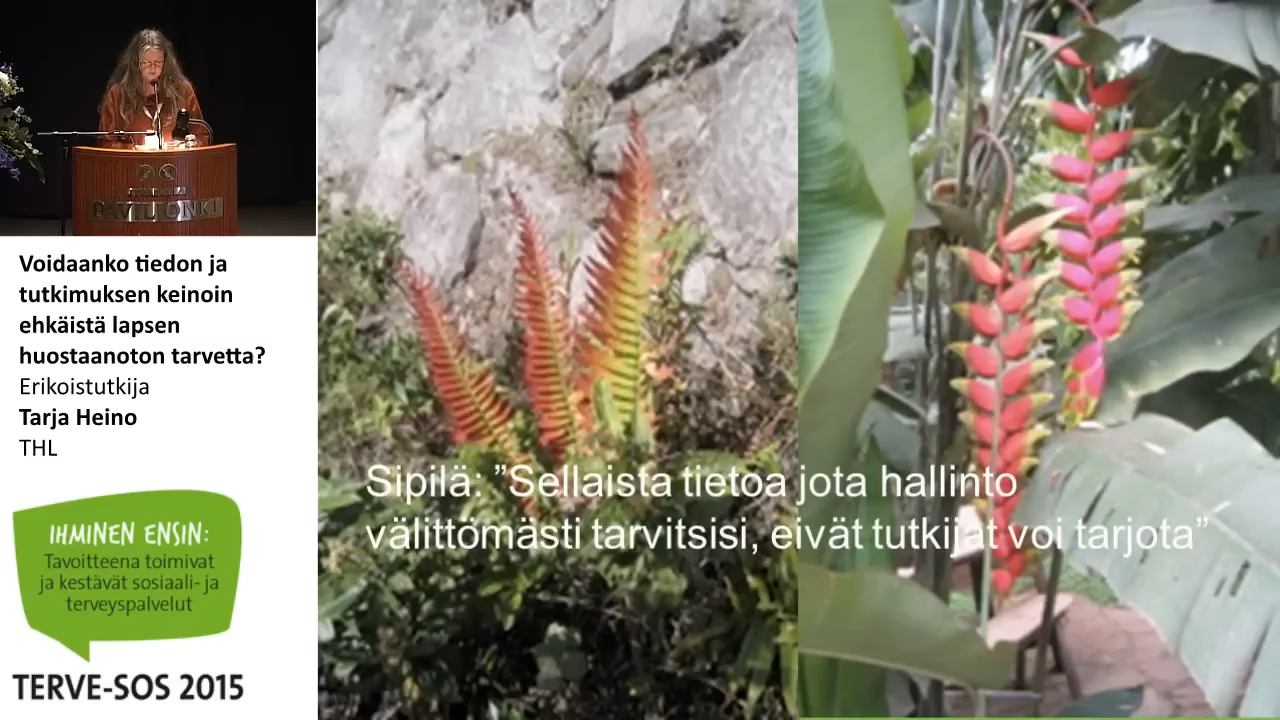 PAVILJONKI
Voidaanko tiedon ja
tutkimuksen keinoin
ehkäistä lapsen
huostaanoton tarvetta?
Erikoistutkija
Tarja Heino
THL
IHMINEN ENSIN:
Tavoitteena toimivat
ja kestävät sosiaali- ja
terveyspalvelut
TERVE-SOS 2015
Sipilä: ”Sellaista tietoa jota hallinto
välittömästi tarvitsisi, eivät tutkijat voi tarjota”